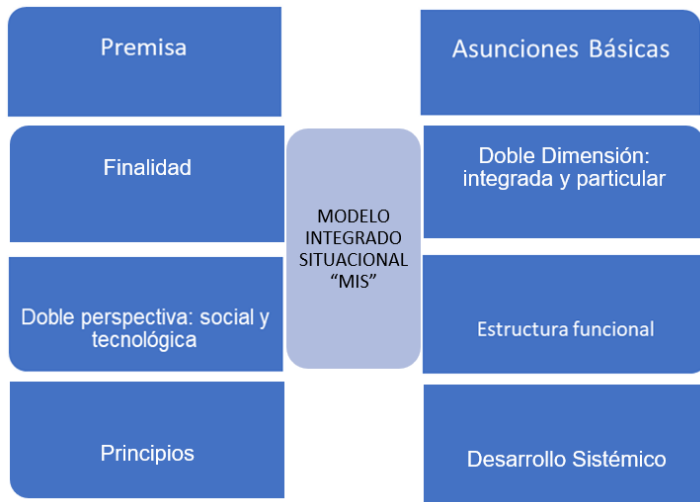 Premisa
Asunciones Básicas
Finalidad
Doble Dimensión:
integrada y particular
MODELO
INTEGRADO
SITUACIONAL
“MIS”
Doble perspectiva: social y
tecnológica
Estructura funcional
Principios
Desarrollo Sistémico